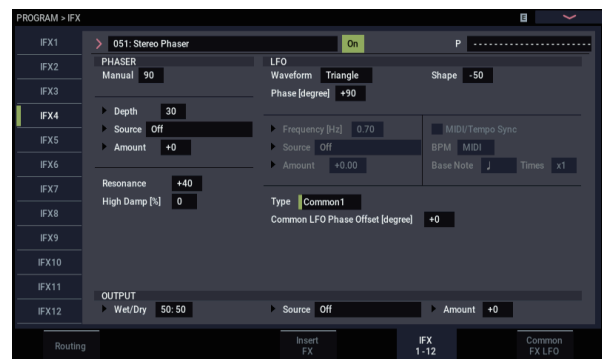 PROGRAM > IFX
E
IFX1
IFX2
IFX3
IFX4
IFX5
IFX6
IFX7
IFX8
IFX9
IFX10
IFX11
IFX12
051: Stereo Phaser
On
P ------------------------
PHASER
Manual 90
Depth 30
Source Off
Amount +0
Resonance +40
High Damp [%] 0
LFO
Waveform Triangle Shape -50
Phase [degree] +90
Frequency [Hz] 0.70
Source Off
Amount +0.00
MIDI/Tempo Sync
BPM MIDI
Base Note ♩ Times x1
Type Common1
Common LFO Phase Offset [degree] +0
OUTPUT
Wet/Dry 50:50 Source Off Amount +0
Routing
Insert
FX
IFX
1-12
Common
FX LFO